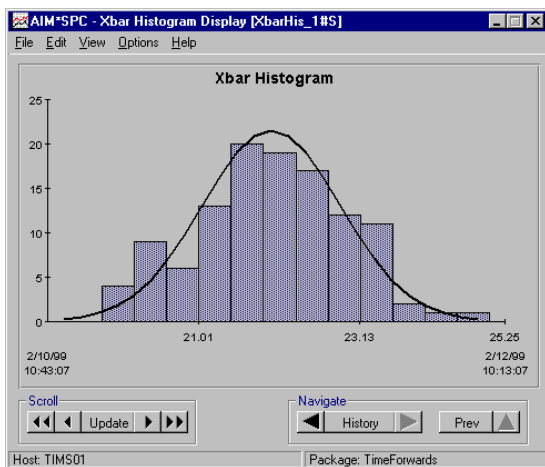 AIM*SPC - Xbar Histogram Display [XbarHis_1#S]
File Edit View Options Help
Xbar Histogram
25
20
15
10
5
0
21.01 23.13 25.25
2/10/99 2/12/99
10:43:07 10:13:07
Scroll Navigate
Update History Prev
Host: TIMS01 Package: TimeForwards